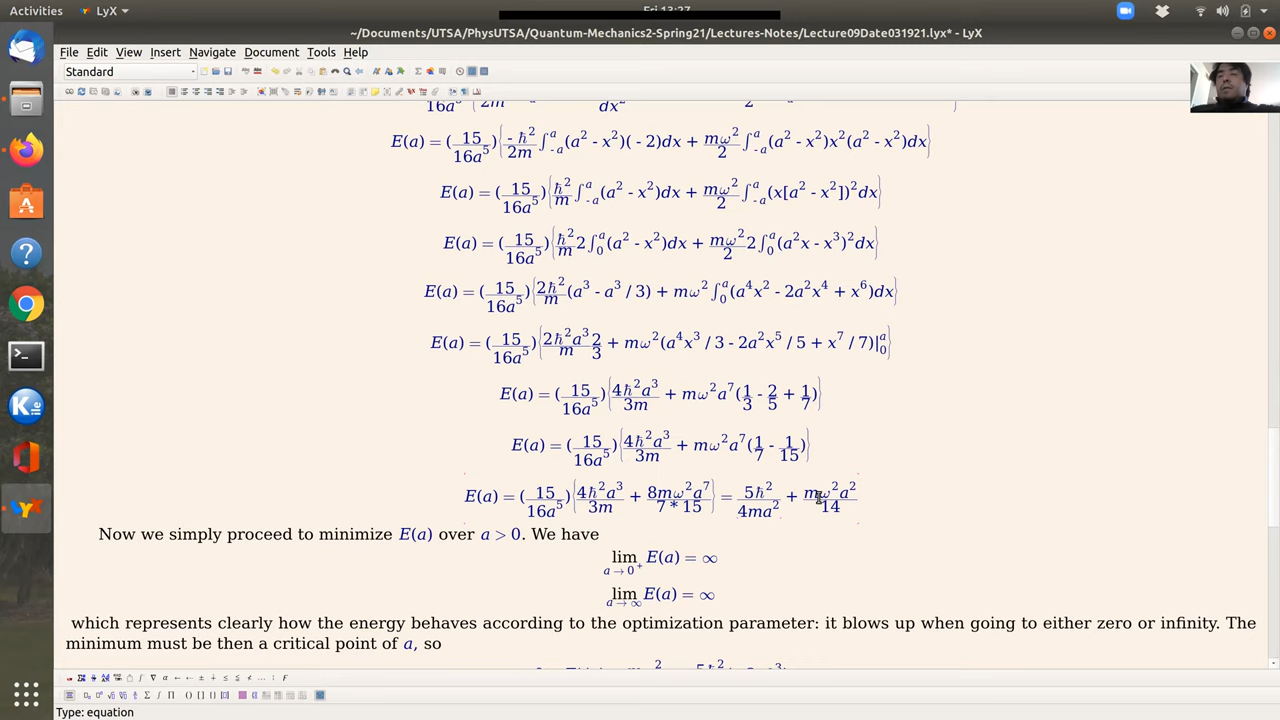 Activities LyX Fri 13:27
~/Documents/UTSA/PhysUTSA/Quantum-Mechanics2-Spring21/Lectures-Notes/Lecture09Date031921.lyx* - LyX
File Edit View Insert Navigate Document Tools Help
Standard
E(a) = (15/16a^5){-ħ^2/2m ∫_{-a}^{a}(a^2 - x^2)( - 2)dx + mω^2/2 ∫_{-a}^{a}(a^2 - x^2)x^2(a^2 - x^2)dx}
E(a) = (15/16a^5){ħ^2/m ∫_{-a}^{a}(a^2 - x^2)dx + mω^2/2 ∫_{-a}^{a}(x[a^2 - x^2])^2dx}
E(a) = (15/16a^5){ħ^2/m 2∫_0^a(a^2 - x^2)dx + mω^2/2 2∫_0^a(a^2x - x^3)^2dx}
E(a) = (15/16a^5){2ħ^2/m (a^3 - a^3 / 3) + mω^2 ∫_0^a(a^4x^2 - 2a^2x^4 + x^6)dx}
E(a) = (15/16a^5){2ħ^2a^3/m 2/3 + mω^2(a^4x^3 / 3 - 2a^2x^5 / 5 + x^7 / 7)|_0^a}
E(a) = (15/16a^5){4ħ^2a^3/3m + mω^2a^7(1/3 - 2/5 + 1/7)}
E(a) = (15/16a^5){4ħ^2a^3/3m + mω^2a^7(1/7 - 1/15)}
E(a) = (15/16a^5){4ħ^2a^3/3m + 8mω^2a^7/7 * 15} = 5ħ^2/4ma^2 + mω^2a^2/14
Now we simply proceed to minimize E(a) over a > 0. We have
lim_{a → 0+} E(a) = ∞
lim_{a → ∞} E(a) = ∞
which represents clearly how the energy behaves according to the optimization parameter: it blows up when going to either zero or infinity. The
minimum must be then a critical point of a, so
Type: equation